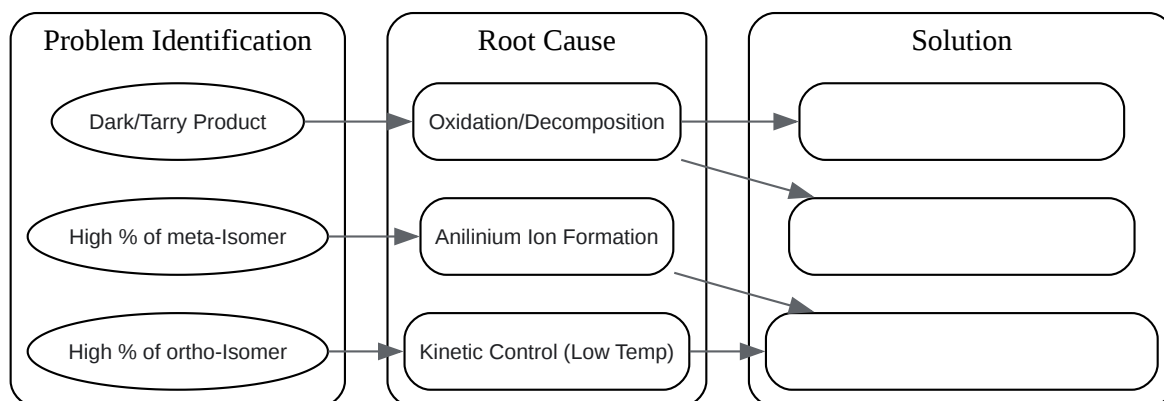 Problem Identification
Root Cause
Solution
Dark/Tarry Product
Oxidation/Decomposition
High % of meta-Isomer
Anilinium Ion Formation
High % of ortho-Isomer
Kinetic Control (Low Temp)